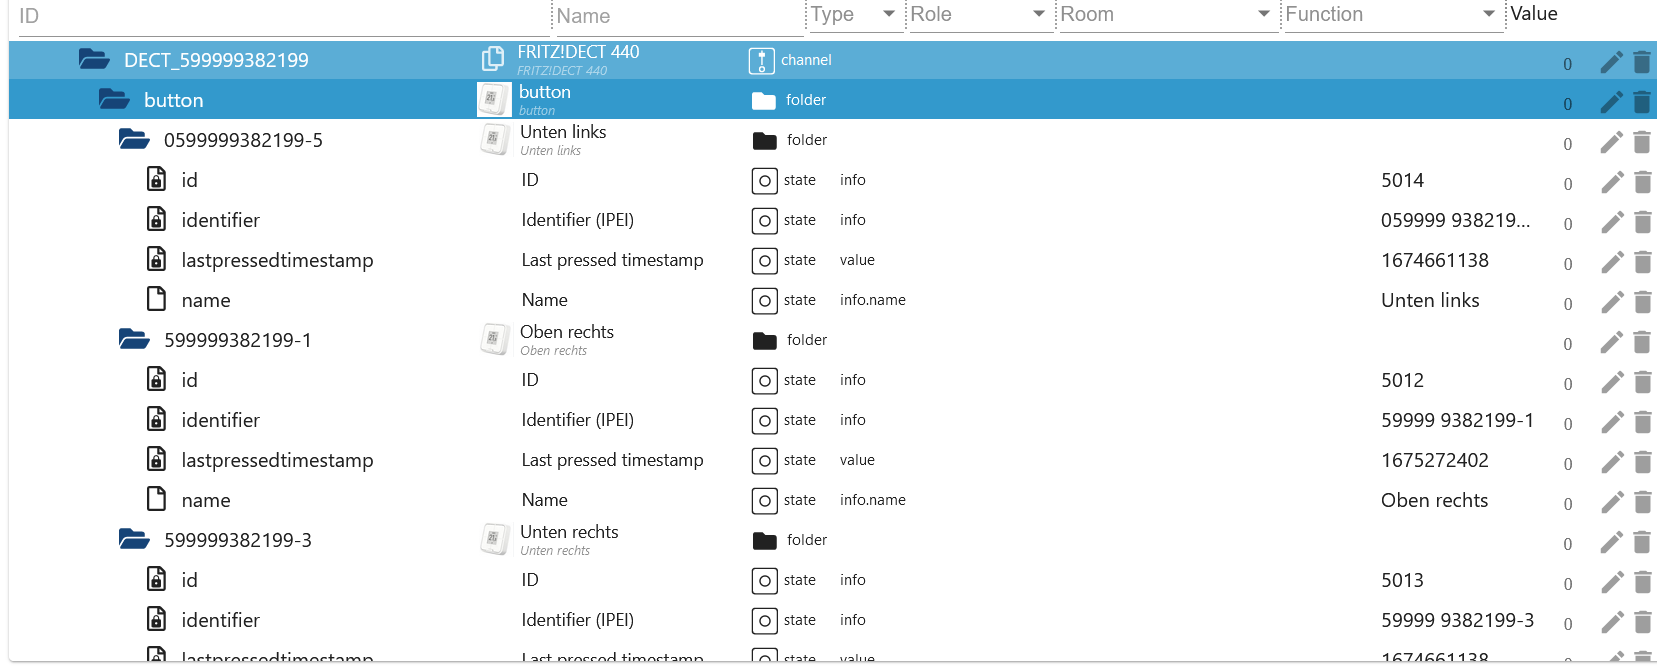 ID Name Type Role Room Function Value
DECT_599999382199 FRITZ!DECT 440 channel 0
FRITZ!DECT 440
button button folder 0
button
0599999382199-5 Unten links folder 0
Unten links
id ID state info 5014 0
identifier Identifier (IPEI) state info 059999 938219... 0
lastpressedtimestamp Last pressed timestamp state value 1674661138 0
name Name state info.name Unten links 0
599999382199-1 Oben rechts folder 0
Oben rechts
id ID state info 5012 0
identifier Identifier (IPEI) state info 59999 9382199-1 0
lastpressedtimestamp Last pressed timestamp state value 1675272402 0
name Name state info.name Oben rechts 0
599999382199-3 Unten rechts folder 0
Unten rechts
id ID state info 5013 0
identifier Identifier (IPEI) state info 59999 9382199-3 0
lastpressedtimestamp Last pressed timestamp state value 1674661138 0